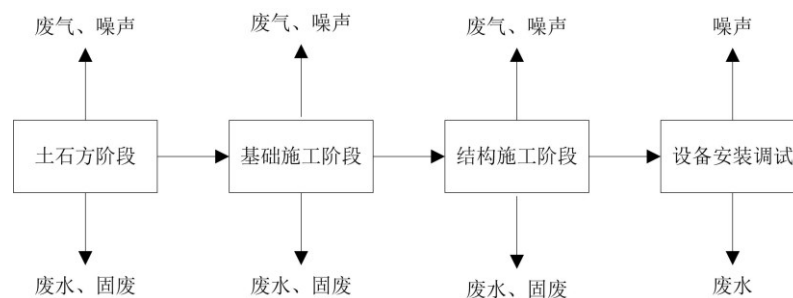 废气、噪声
废气、噪声
废气、噪声
噪声
土石方阶段
基础施工阶段
结构施工阶段
设备安装调试
废水、固废
废水、固废
废水、固废
废水